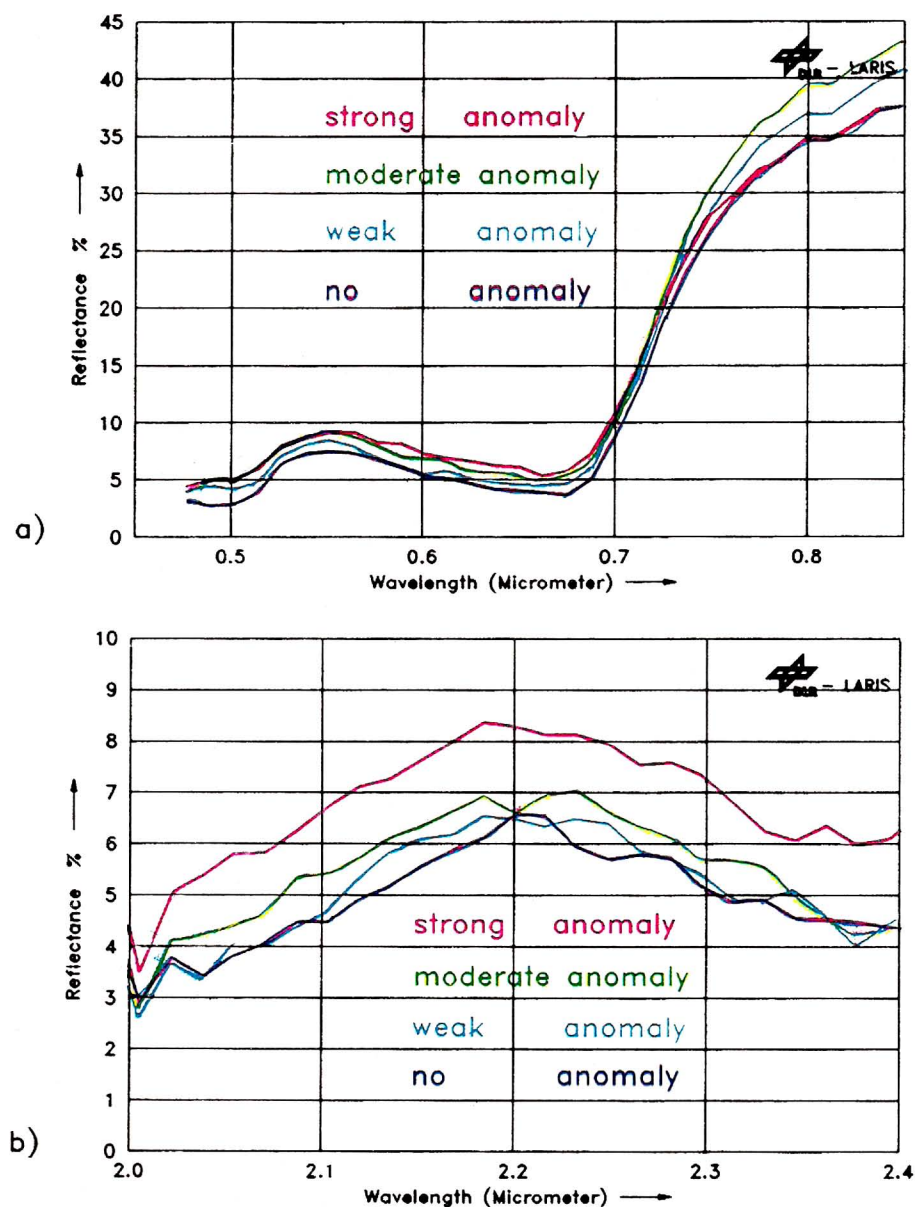 45
40
35
30
25
20
15
10
5
0
Reflectance %
DLR – LARIS
strong anomaly
moderate anomaly
weak anomaly
no anomaly
0.5 0.6 0.7 0.8
Wavelength (Micrometer)
a)
10
9
8
7
6
5
4
3
2
1
0
Reflectance %
DLR – LARIS
strong anomaly
moderate anomaly
weak anomaly
no anomaly
2.0 2.1 2.2 2.3 2.4
Wavelength (Micrometer)
b)